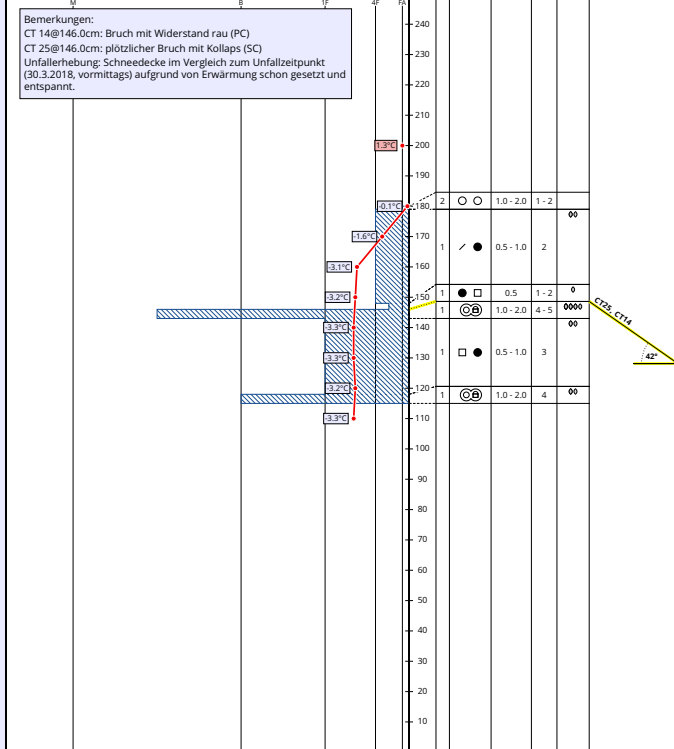 M B 1F 4F FA
Bemerkungen:
CT 14@146.0cm: Bruch mit Widerstand rau (PC)
CT 25@146.0cm: plötzlicher Bruch mit Kollaps (SC)
Unfallerhebung: Schneedecke im Vergleich zum Unfallzeitpunkt
(30.3.2018, vormittags) aufgrund von Erwärmung schon gesetzt und
entspannt.
240
230
220
210
1.3°C 200
190
2 1.0 - 2.0 1 - 2
-0.1°C 180
-1.6°C 170
1 0.5 - 1.0 2
-3.1°C 160
1 0.5 1 - 2
-3.2°C 150
1 1.0 - 2.0 4 - 5
CT25, CT14
-3.3°C 140
1 0.5 - 1.0 3
42°
-3.3°C 130
-3.2°C 120
1 1.0 - 2.0 4
-3.3°C 110
100
90
80
70
60
50
40
30
20
10